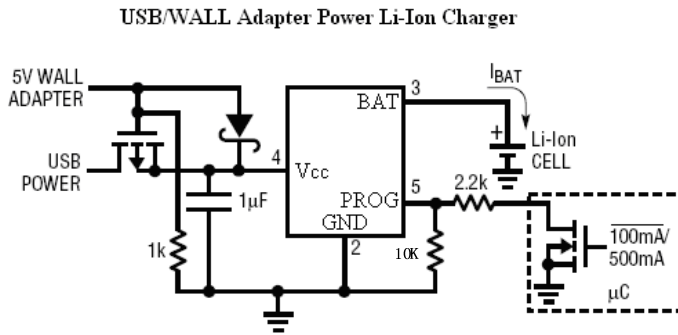 USB/WALL Adapter Power Li-Ion Charger
5V WALL
ADAPTER
USB
POWER
1k
1µF
4
Vcc
BAT
3
IBAT
+
Li-Ion
CELL
PROG
5
2.2k
GND
2
10K
100mA/
500mA
µC